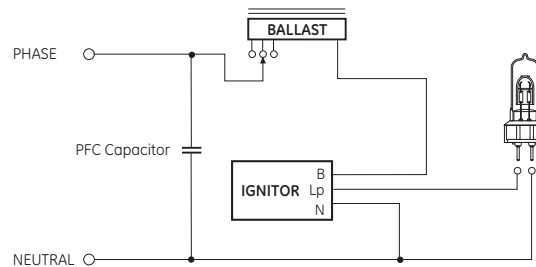 BALLAST
PHASE
PFC Capacitor
B
IGNITOR Lp
N
NEUTRAL